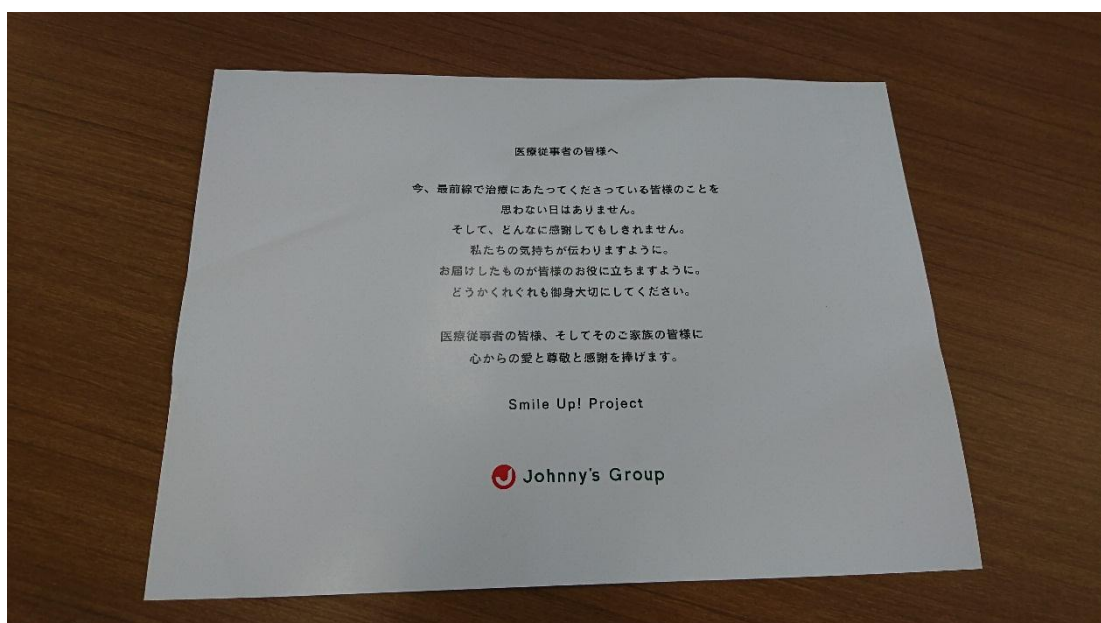 医療従事者の皆様へ
今、最前線で治療にあたってくださっている皆様のことを
思わない日はありません。
そして、どんなに感謝してもしきれません。
私たちの気持ちが伝わりますように。
お届けしたものが皆様のお役に立ちますように。
どうかくれぐれも御身大切にしてください。
医療従事者の皆様、そしてそのご家族の皆様に
心からの愛と尊敬と感謝を捧げます。
Smile Up! Project
Johnny's Group